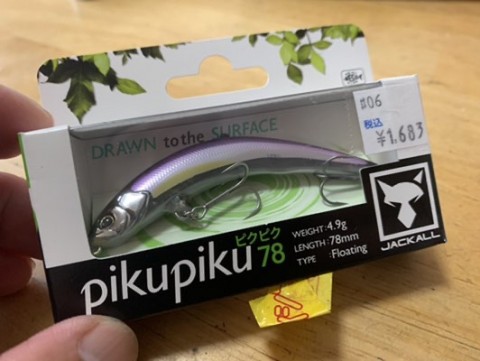 #06
税込
¥1,683
DRAWN to the SURFACE
ピクピク
pikupiku 78
WEIGHT:4.9g
LENGTH:78mm
TYPE :Floating
JACKALL